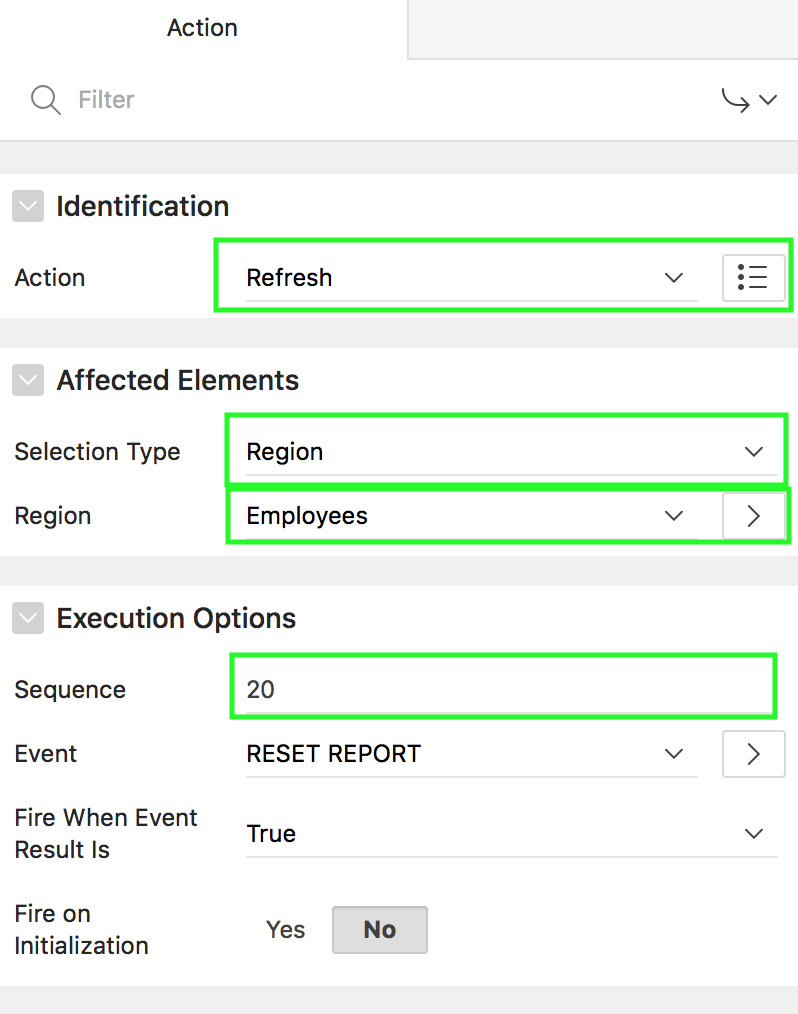 Action
Filter
Identification
Action Refresh
Affected Elements
Selection Type Region
Region Employees
Execution Options
Sequence 20
Event RESET REPORT
Fire When Event
Result Is True
Fire on
Initialization Yes No